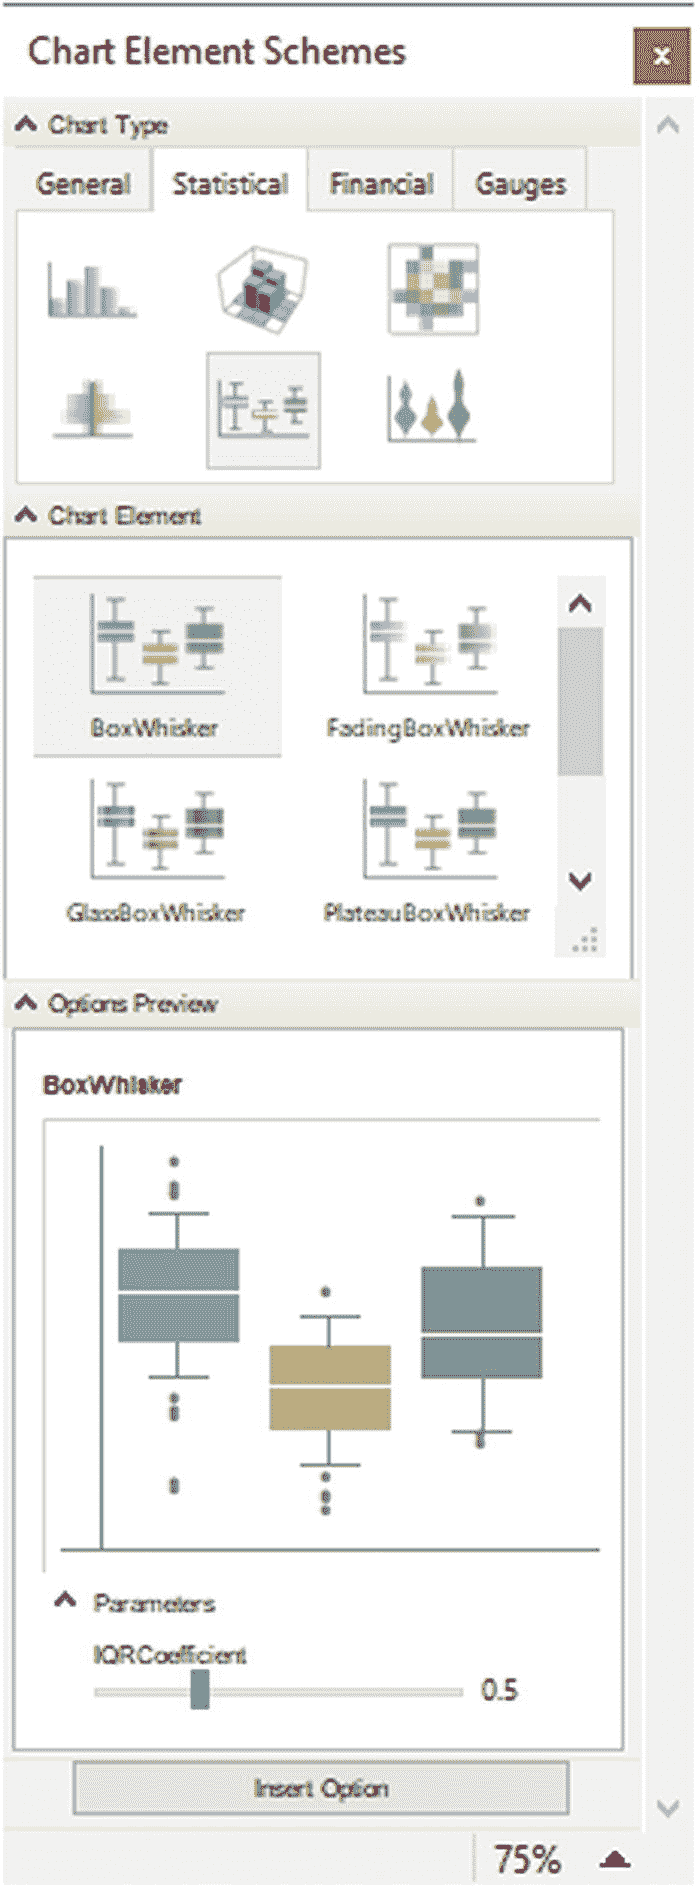 Chart Element Schemes
x
Chart Type
General Statistical Financial Gauges
Chart Element
BoxWhisker FadingBoxWhisker
GlassBoxWhisker PlateauBoxWhisker
Options Preview
BoxWhisker
Parameters
IQRCoefficient
0.5
Insert Option
75%